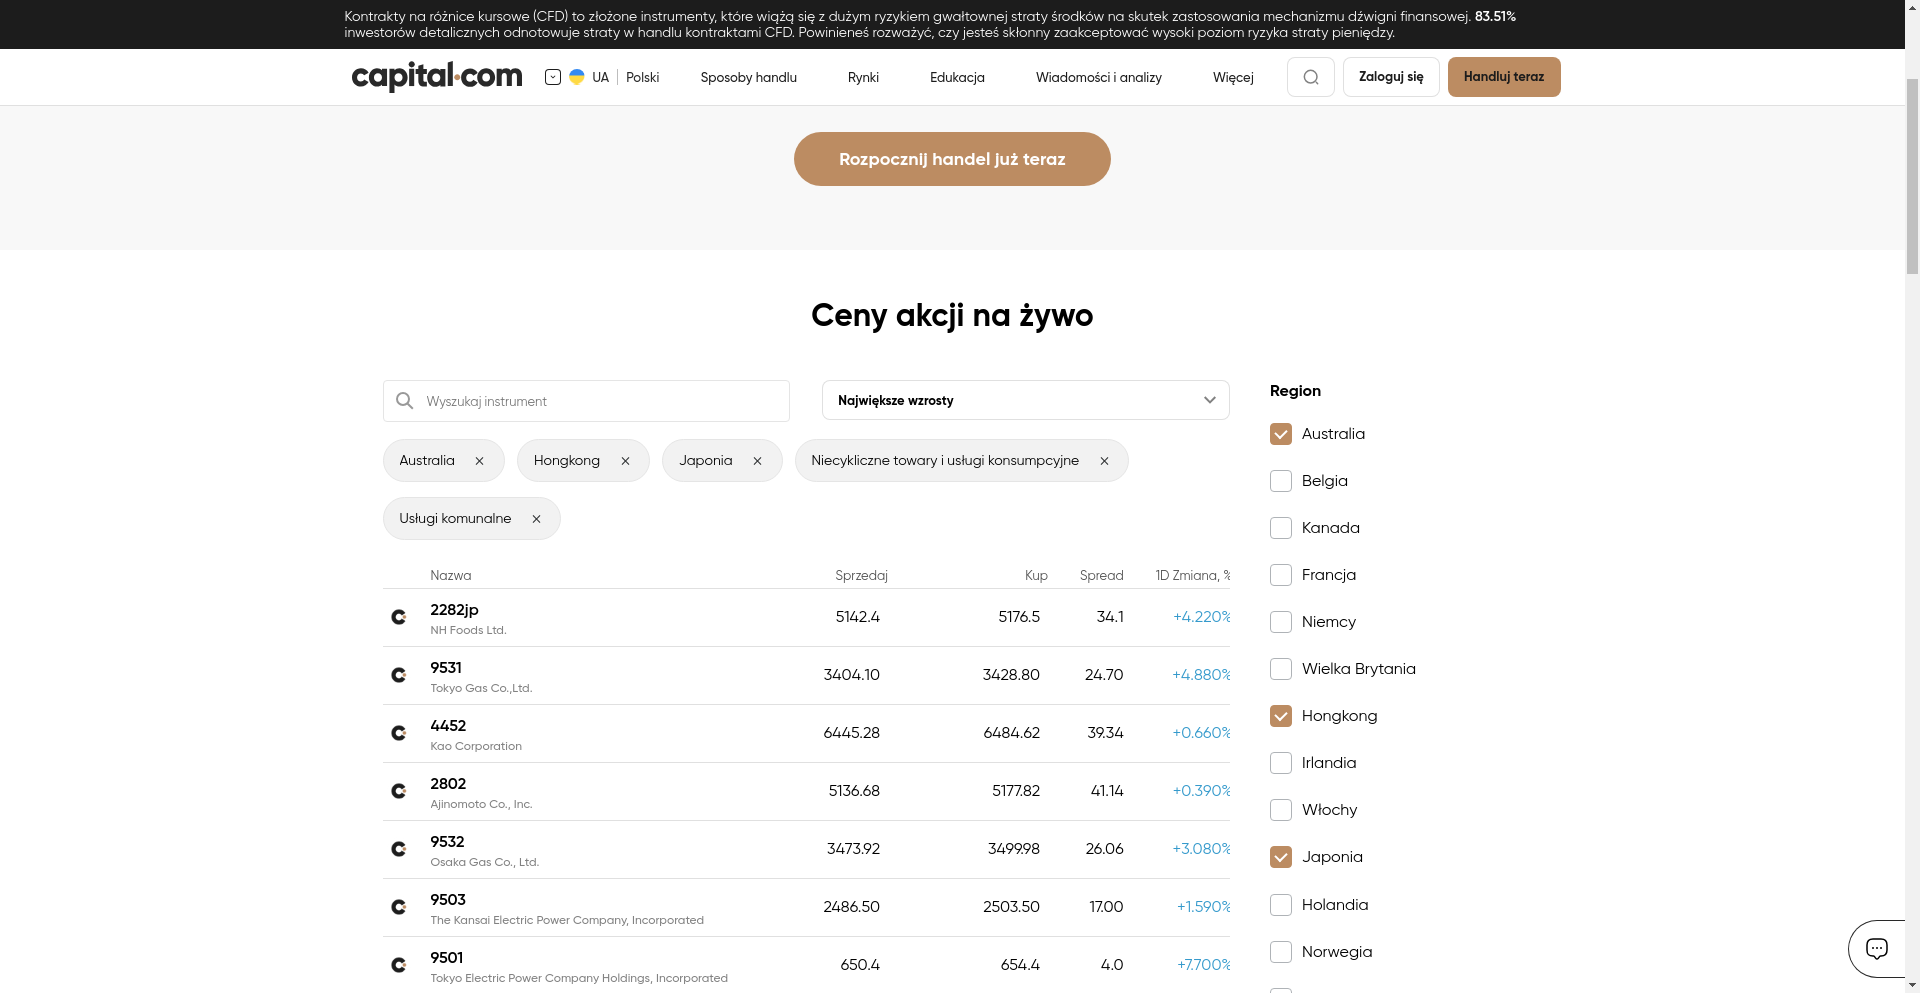 Kontrakty na różnice kursowe (CFD) to złożone instrumenty, które wiążą się z dużym ryzykiem gwałtownej straty środków na skutek zastosowania mechanizmu dźwigni finansowej. 83.51%
inwestorów detalicznych odnotowuje straty w handlu kontraktami CFD. Powinieneś rozważyć, czy jesteś skłonny zaakceptować wysoki poziom ryzyka straty pieniędzy.
capital.com UA Polski Sposoby handlu Rynki Edukacja Wiadomości i analizy Więcej Zaloguj się Handluj teraz
Rozpocznij handel już teraz
Ceny akcji na żywo
Wyszukaj instrument
Największe wzrosty
Australia Hongkong Japonia Niecykliczne towary i usługi konsumpcyjne
Usługi komunalne
Nazwa Sprzedaj Kup Spread 1D Zmiana, %
2282jp 5142.4 5176.5 34.1 +4.220%
NH Foods Ltd.
9531 3404.10 3428.80 24.70 +4.880%
Tokyo Gas Co.,Ltd.
4452 6445.28 6484.62 39.34 +0.660%
Kao Corporation
2802 5136.68 5177.82 41.14 +0.390%
Ajinomoto Co., Inc.
9532 3473.92 3499.98 26.06 +3.080%
Osaka Gas Co., Ltd.
9503 2486.50 2503.50 17.00 +1.590%
The Kansai Electric Power Company, Incorporated
9501 650.4 654.4 4.0 +7.700%
Tokyo Electric Power Company Holdings, Incorporated
Region
Australia
Belgia
Kanada
Francja
Niemcy
Wielka Brytania
Hongkong
Irlandia
Włochy
Japonia
Holandia
Norwegia